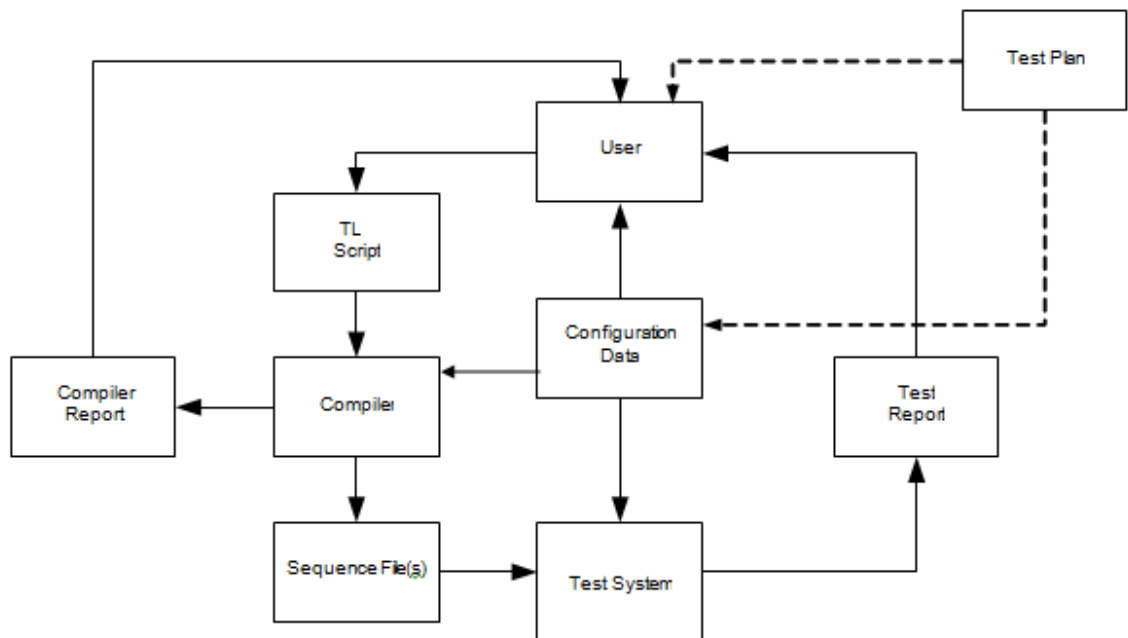 Test Plan
User
TL
Script
Configuration
Data
Compiler
Report
Compiler
Test
Report
Sequence File(s)
Test System